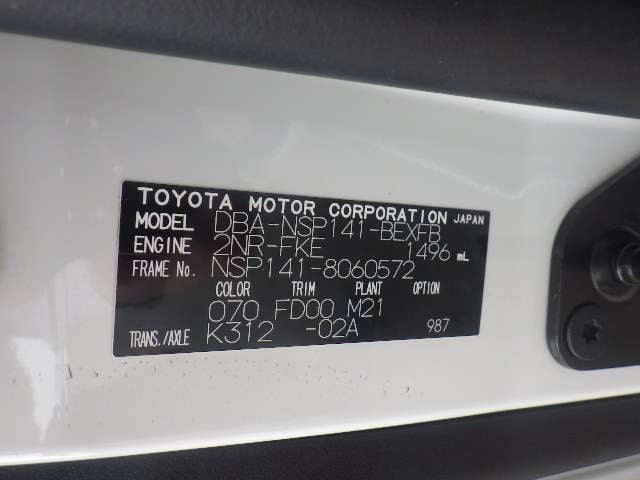 TOYOTA MOTOR CORPORATION JAPAN
MODEL DBA-NSP141-BEXFB
ENGINE 2NR-FKE 1496 mL
FRAME No. NSP141-8060572
COLOR TRIM PLANT OPTION
070 FD00 M21
TRANS./AXLE K312 -02A 987